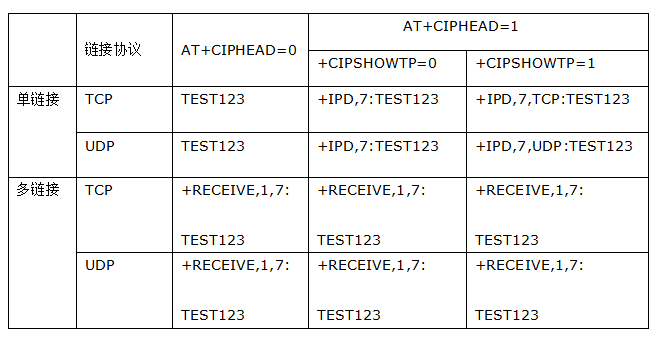 链接协议 AT+CIPHEAD=0 AT+CIPHEAD=1
+CIPSHOWTP=0 +CIPSHOWTP=1
单链接 TCP TEST123 +IPD,7:TEST123 +IPD,7,TCP:TEST123
UDP TEST123 +IPD,7:TEST123 +IPD,7,UDP:TEST123
多链接 TCP +RECEIVE,1,7: +RECEIVE,1,7: +RECEIVE,1,7:
TEST123 TEST123 TEST123
UDP +RECEIVE,1,7: +RECEIVE,1,7: +RECEIVE,1,7:
TEST123 TEST123 TEST123